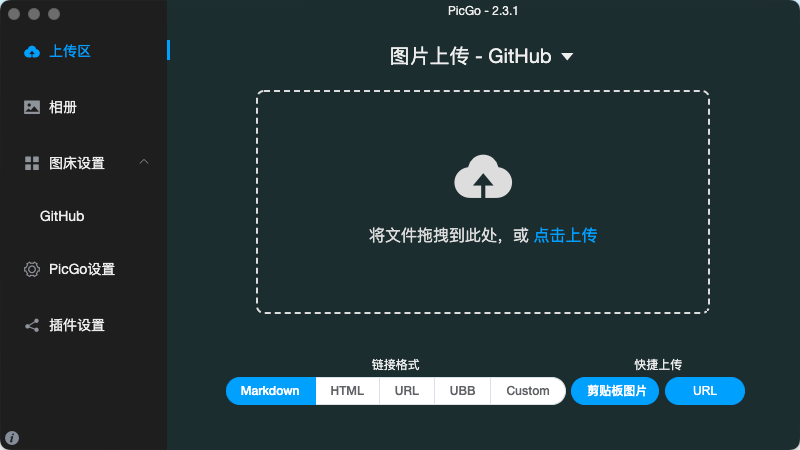 PicGo - 2.3.1
上传区
相册
图床设置
GitHub
PicGo设置
插件设置
图片上传 - GitHub
将文件拖拽到此处，或 点击上传
链接格式
Markdown HTML URL UBB Custom
快捷上传
剪贴板图片 URL